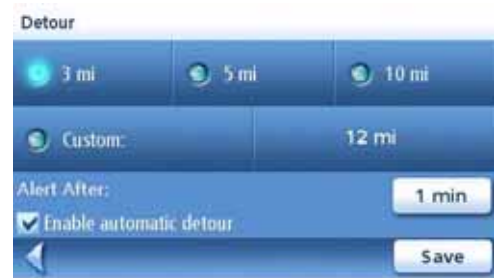 Detour
3 mi 5 mi 10 mi
Custom: 12 mi
Alert After: 1 min
Enable automatic detour
Save